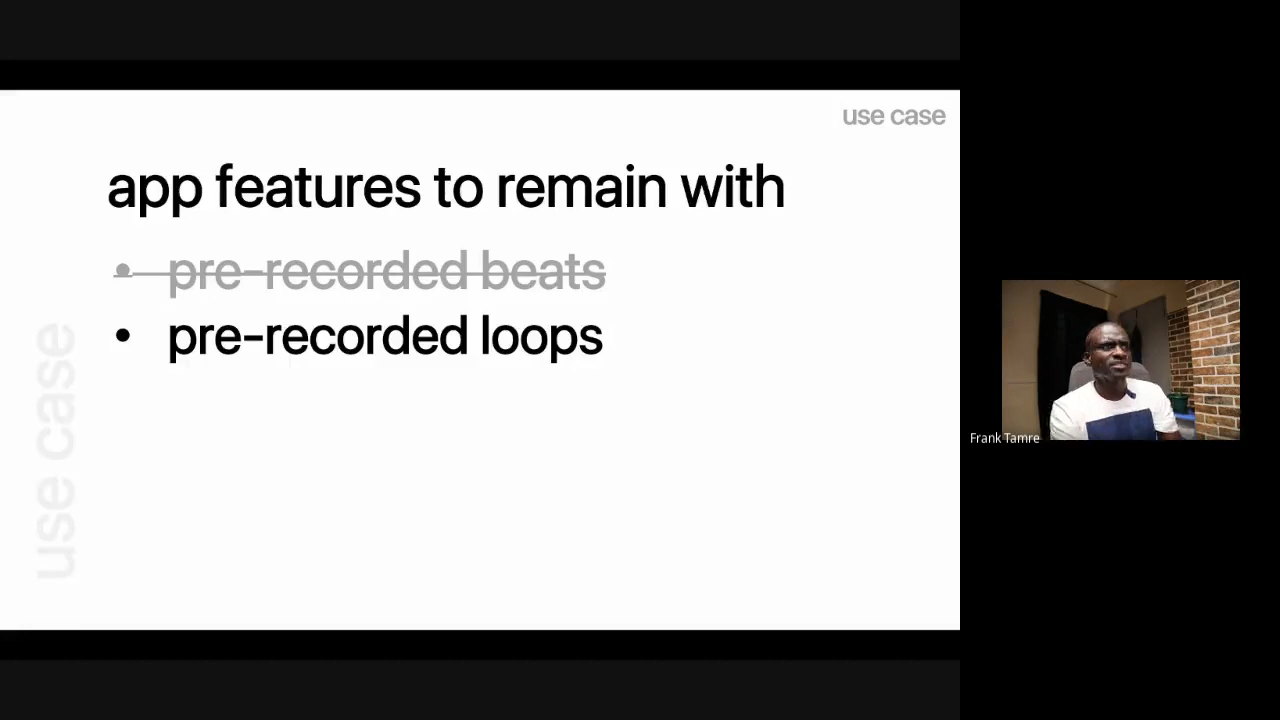 use case
app features to remain with
• pre-recorded beats
• pre-recorded loops
use case
Frank Tamre